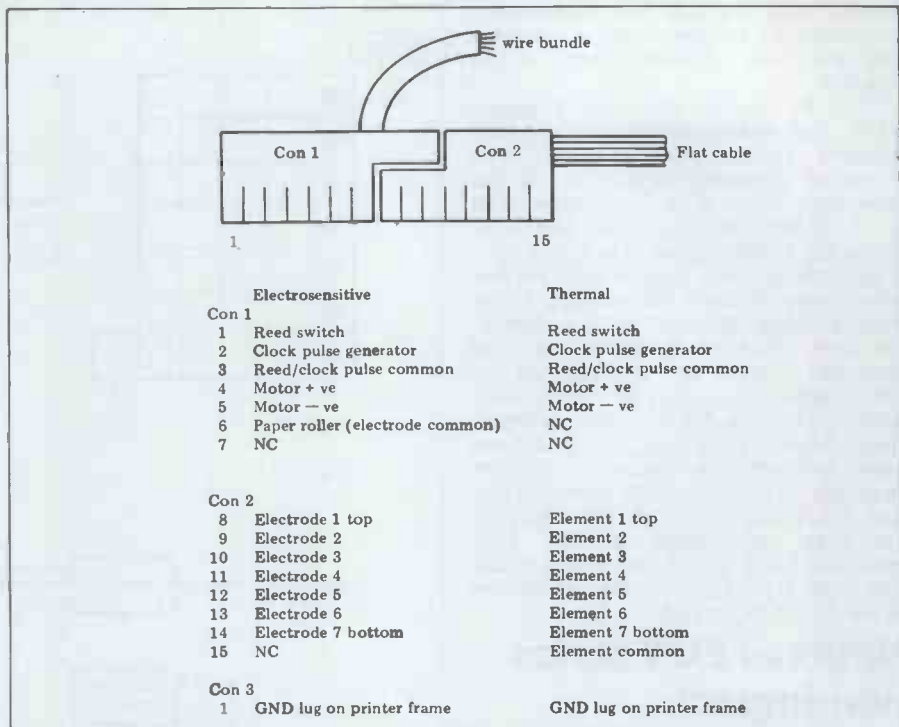 wire bundle
Con 1 Con 2 Flat cable
1 15
Electrosensitive Thermal
Con 1
1 Reed switch Reed switch
2 Clock pulse generator Clock pulse generator
3 Reed/clock pulse common Reed/clock pulse common
4 Motor + ve Motor + ve
5 Motor — ve Motor — ve
6 Paper roller (electrode common) NC
7 NC NC
Con 2
8 Electrode 1 top Element 1 top
9 Electrode 2 Element 2
10 Electrode 3 Element 3
11 Electrode 4 Element 4
12 Electrode 5 Element 5
13 Electrode 6 Element 6
14 Electrode 7 bottom Element 7 bottom
15 NC Element common
Con 3
1 GND lug on printer frame GND lug on printer frame